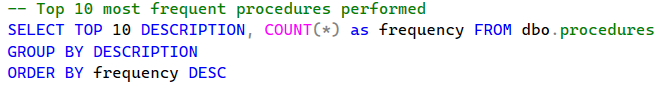 -- Top 10 most frequent procedures performed
SELECT TOP 10 DESCRIPTION, COUNT(*) as frequency FROM dbo.procedures
GROUP BY DESCRIPTION
ORDER BY frequency DESC